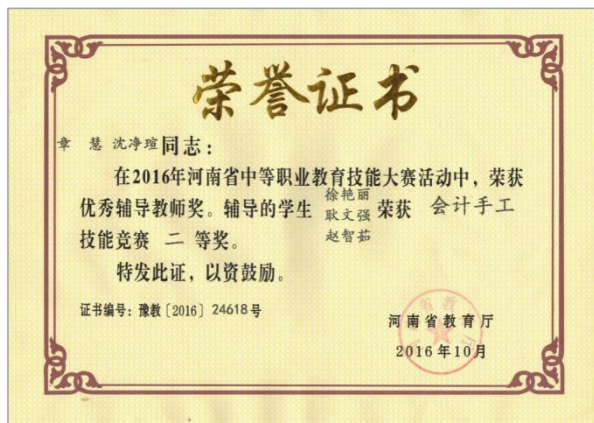 荣誉证书
章 慧 沈净瑄同志：
在2016年河南省中等职业教育技能大赛活动中，荣获
优秀辅导教师奖。辅导的学生 徐艳丽 耿文强 赵智茹 荣获 会计手工
技能竞赛 二 等奖。
特发此证，以资鼓励。
证书编号：豫教〔2016〕24618号
河南省教育厅
2016年10月